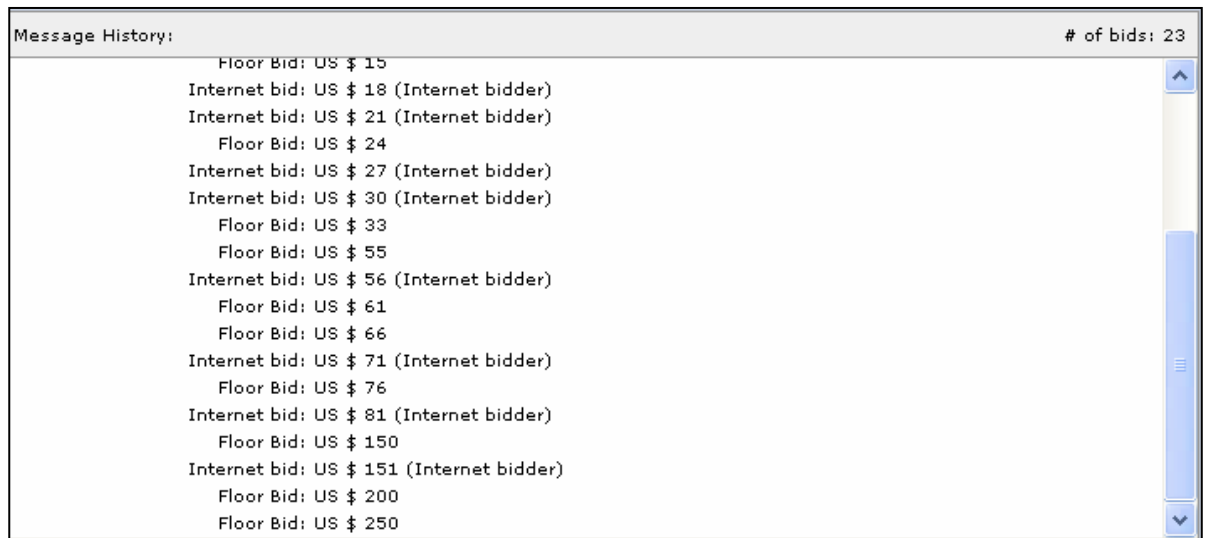 Message History: # of bids: 23
Floor Bid: US $ 15
Internet bid: US $ 18 (Internet bidder)
Internet bid: US $ 21 (Internet bidder)
Floor Bid: US $ 24
Internet bid: US $ 27 (Internet bidder)
Internet bid: US $ 30 (Internet bidder)
Floor Bid: US $ 33
Floor Bid: US $ 55
Internet bid: US $ 56 (Internet bidder)
Floor Bid: US $ 61
Floor Bid: US $ 66
Internet bid: US $ 71 (Internet bidder)
Floor Bid: US $ 76
Internet bid: US $ 81 (Internet bidder)
Floor Bid: US $ 150
Internet bid: US $ 151 (Internet bidder)
Floor Bid: US $ 200
Floor Bid: US $ 250